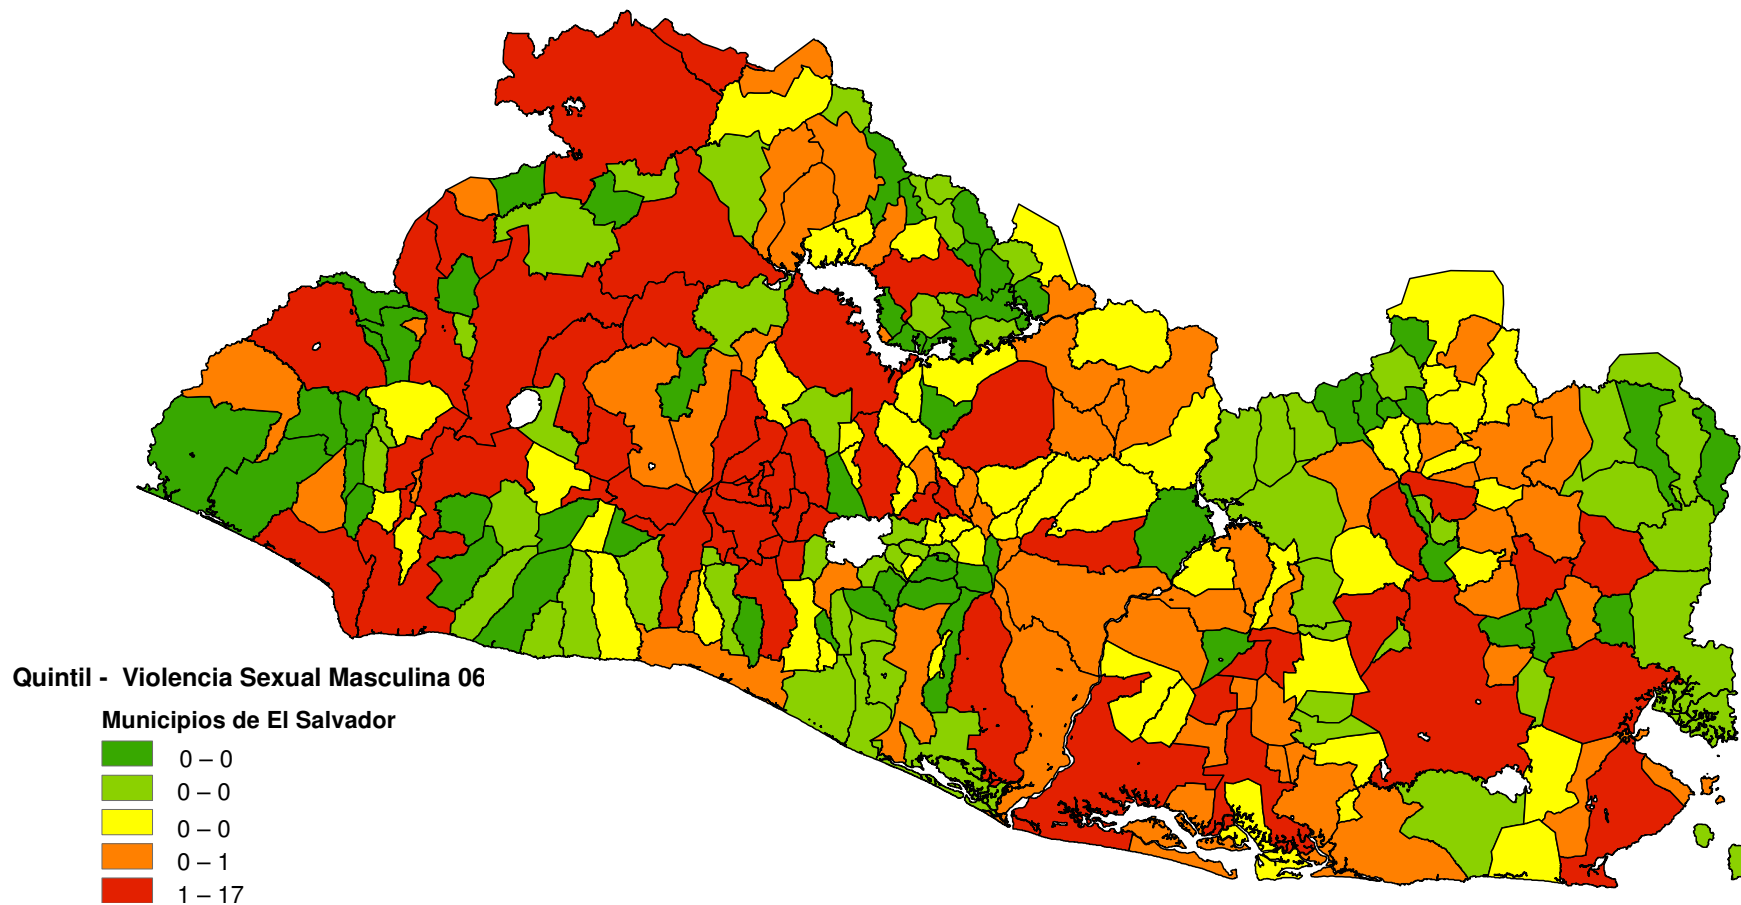 Quintil - Violencia Sexual Masculina 06
Municipios de El Salvador
0 – 0
0 – 0
0 – 0
0 – 1
1 – 17